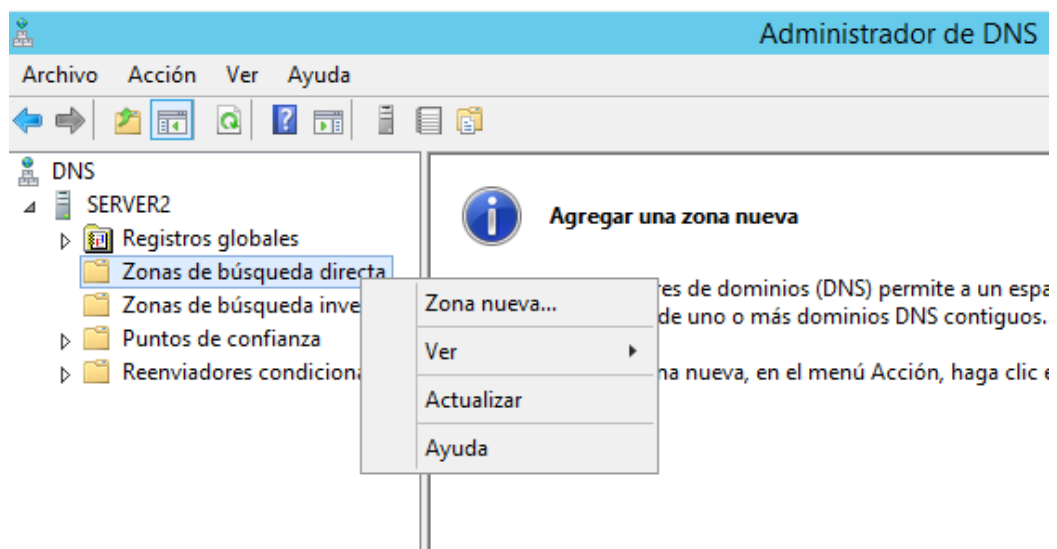 Administrador de DNS
Archivo Acción Ver Ayuda
DNS
SERVER2
Registros globales
Zonas de búsqueda directa
Zonas de búsqueda inve
Puntos de confianza
Reenviadores condicion
Agregar una zona nueva
res de dominios (DNS) permite a un espa
de uno o más dominios DNS contiguos.
na nueva, en el menú Acción, haga clic e
Zona nueva...
Ver
Actualizar
Ayuda